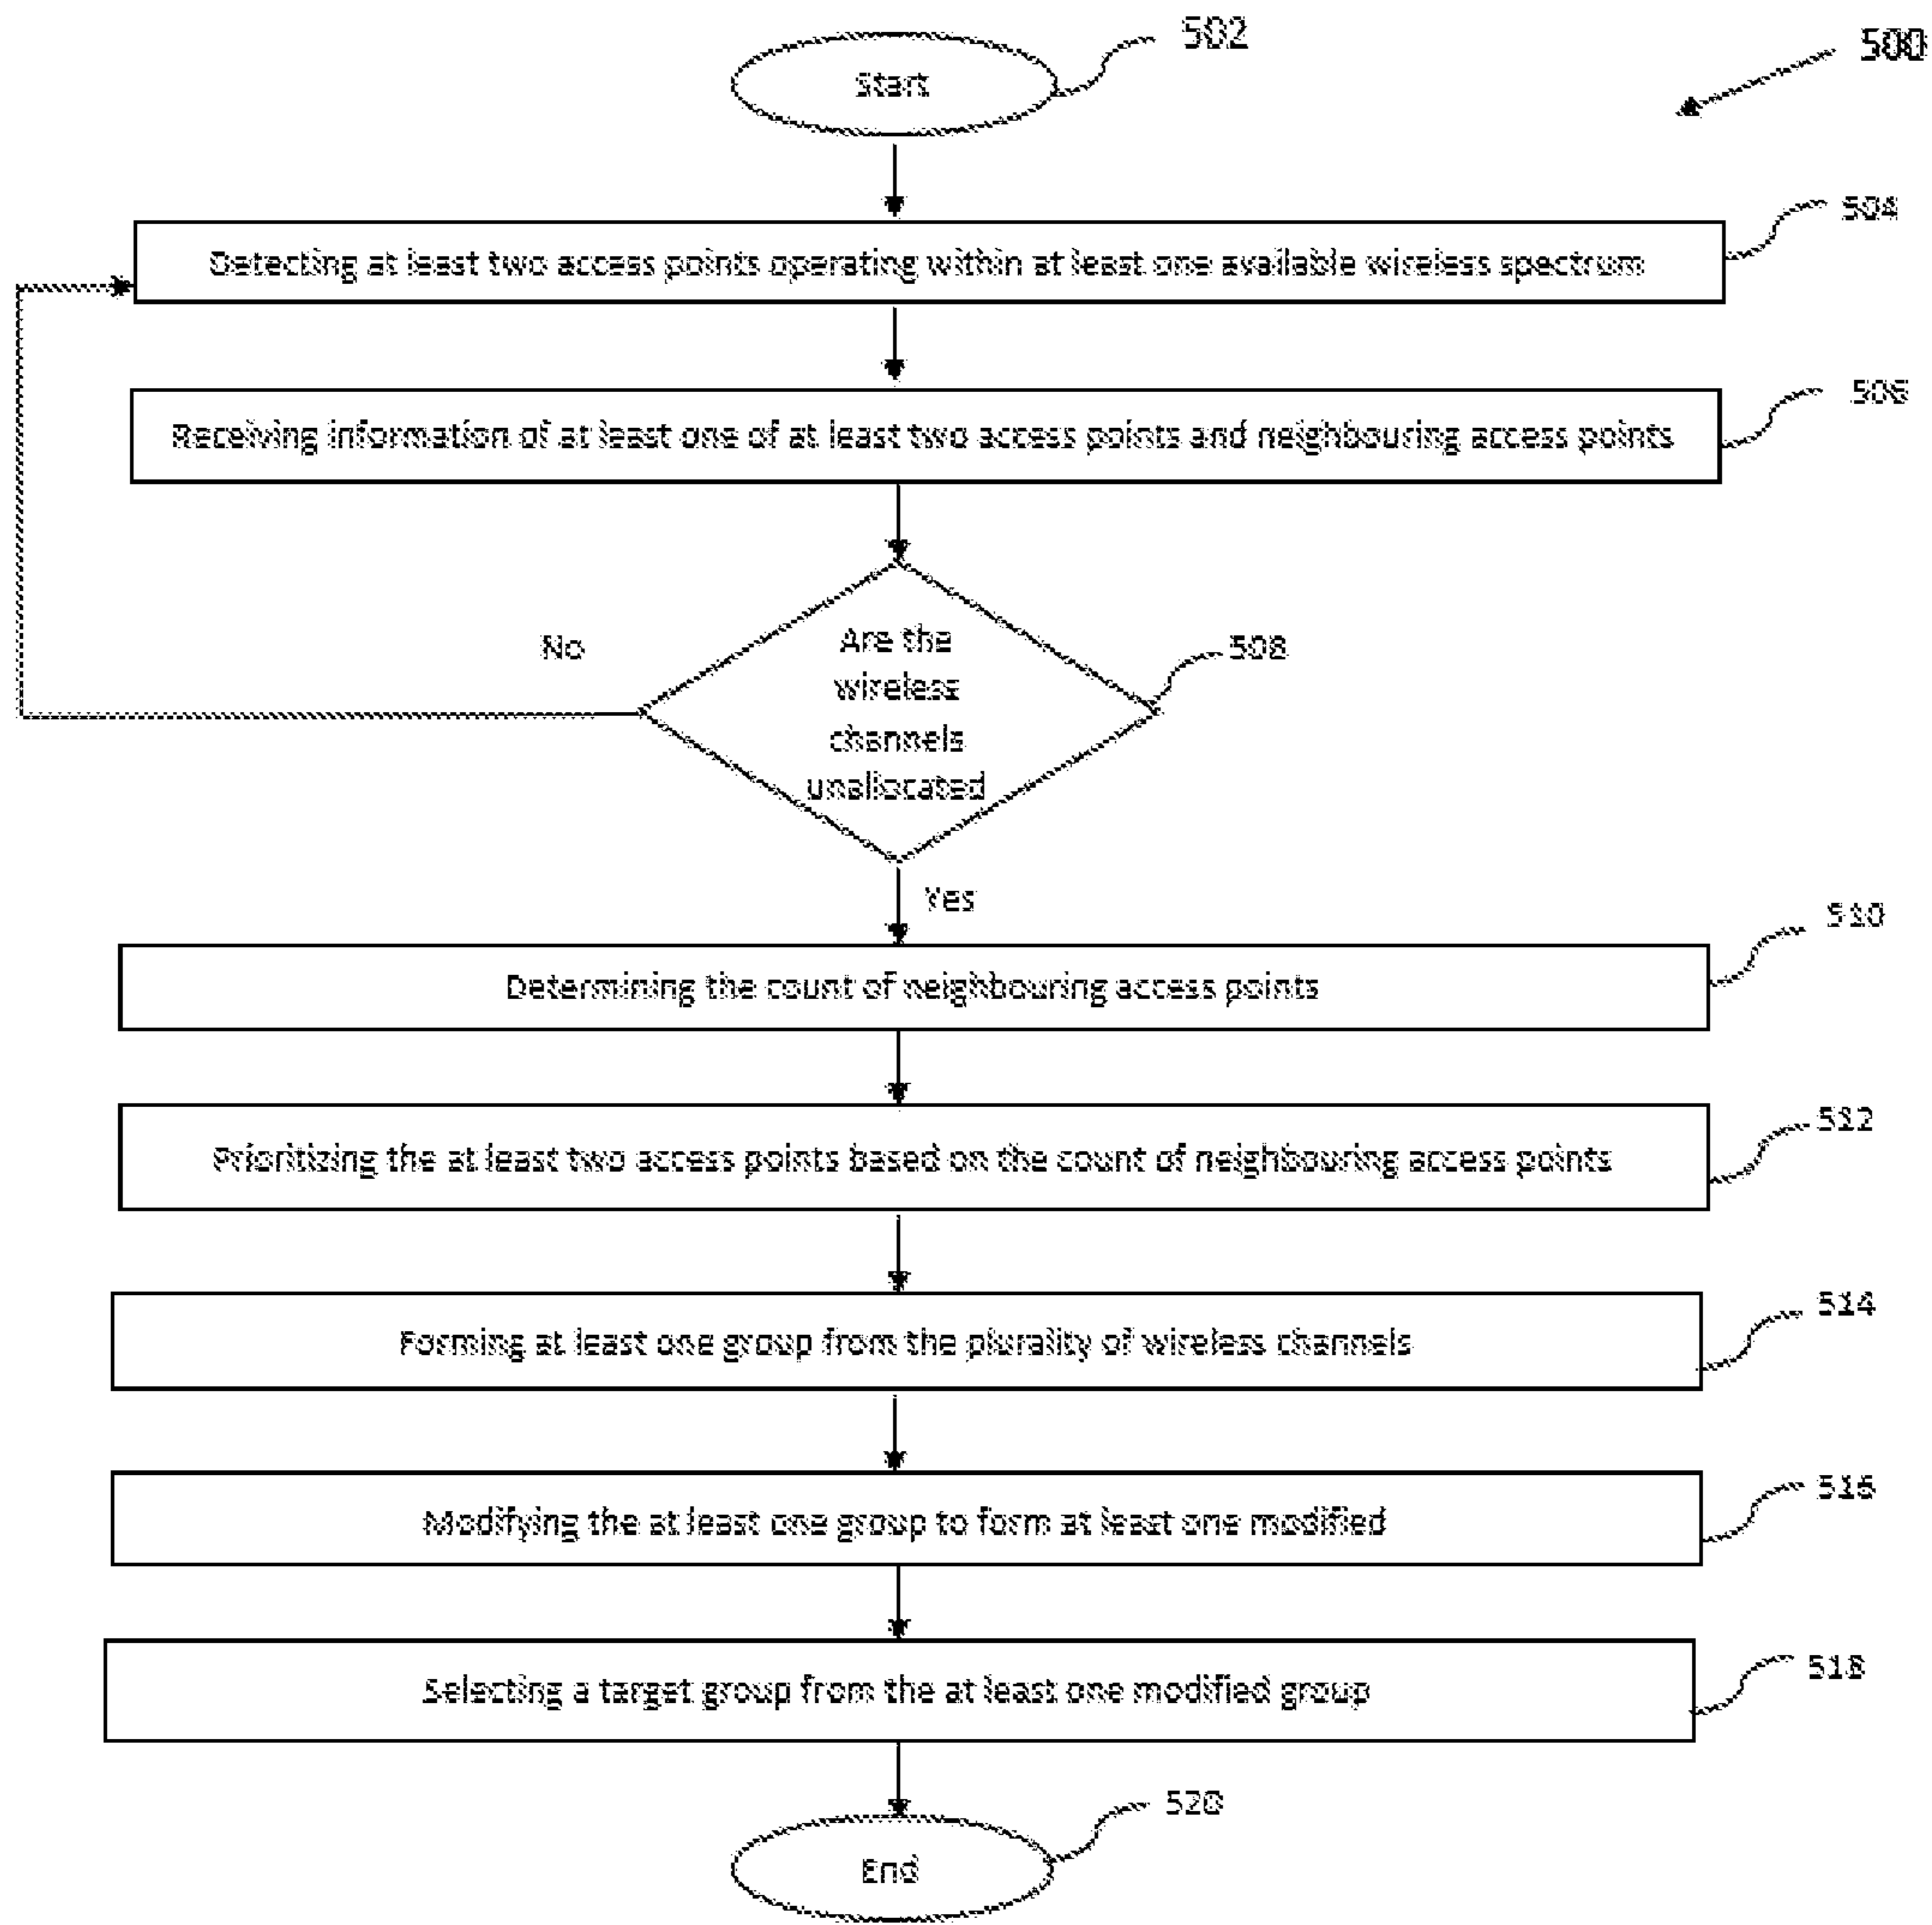 502
500
Start
504
Detecting at least two access points operating within at least one available wireless spectrum
506
Receiving information of at least one of at least two access points and neighbouring access points
No
Are the
wireless
channels
unallocated
508
Yes
510
Determining the count of neighbouring access points
512
Prioritizing the at least two access points based on the count of neighbouring access points
514
Forming at least one group from the plurality of wireless channels
516
Modifying the at least one group to form at least one modified
518
Selecting a target group from the at least one modified group
520
End